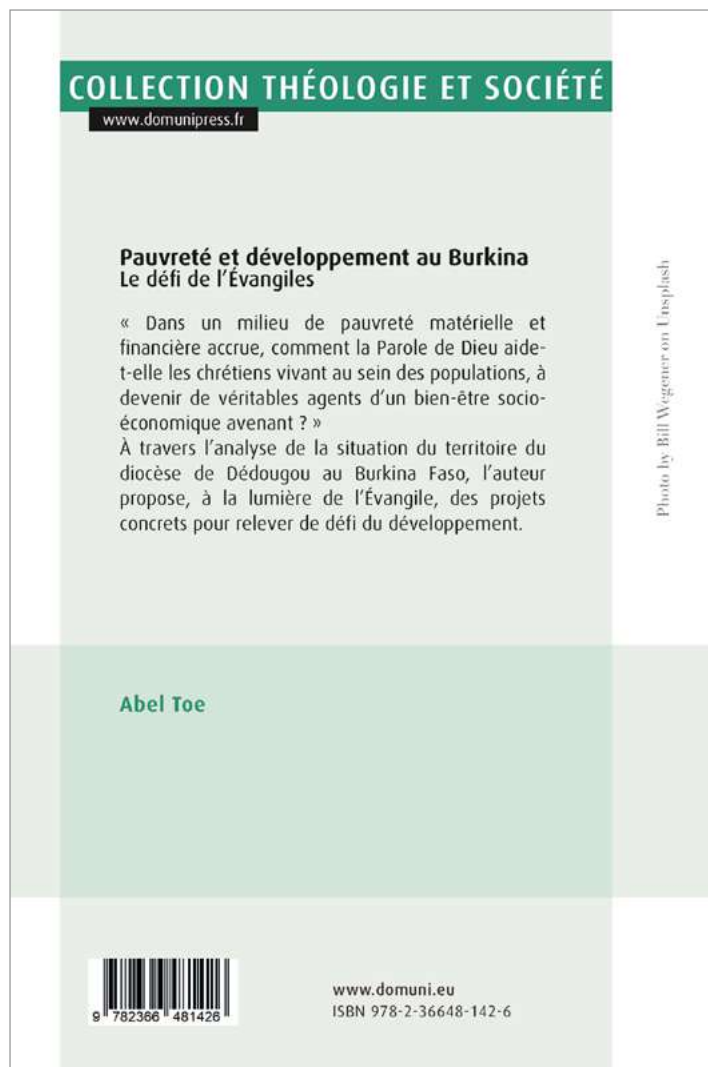 COLLECTION THÉOLOGIE ET SOCIÉTÉ
www.domunipress.fr
Pauvreté et développement au Burkina
Le défi de l'Évangiles
« Dans un milieu de pauvreté matérielle et
financière accrue, comment la Parole de Dieu aide-
t-elle les chrétiens vivant au sein des populations, à
devenir de véritables agents d'un bien-être socio-
économique avenant ? »
À travers l'analyse de la situation du territoire du
diocèse de Dédougou au Burkina Faso, l'auteur
propose, à la lumière de l'Évangile, des projets
concrets pour relever de défi du développement.
Photo by Bill Wegener on Unsplash
Abel Toe
9 782366 481426
www.domuni.eu
ISBN 978-2-36648-142-6